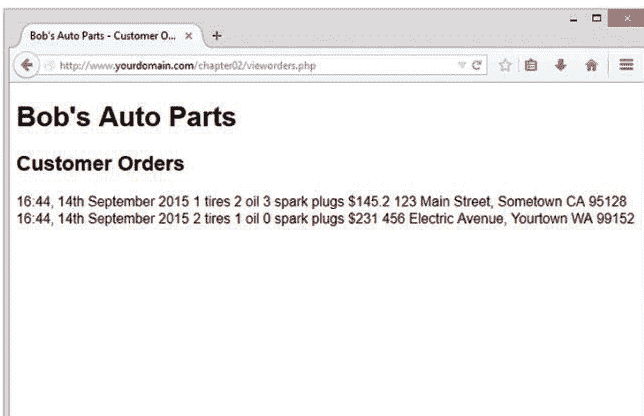 Bob's Auto Parts - Customer O...
http://www.yourdomain.com/chapter02/vieworders.php
Bob's Auto Parts
Customer Orders
16:44, 14th September 2015 1 tires 2 oil 3 spark plugs $145.2 123 Main Street, Sometown CA 95128
16:44, 14th September 2015 2 tires 1 oil 0 spark plugs $231 456 Electric Avenue, Yourtown WA 99152